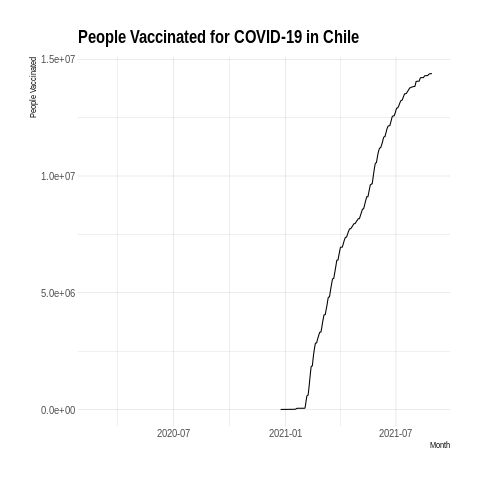 People Vaccinated for COVID-19 in Chile
People Vaccinated
1.5e+07
1.0e+07
5.0e+06
0.0e+00
2020-07
2021-01
2021-07
Month